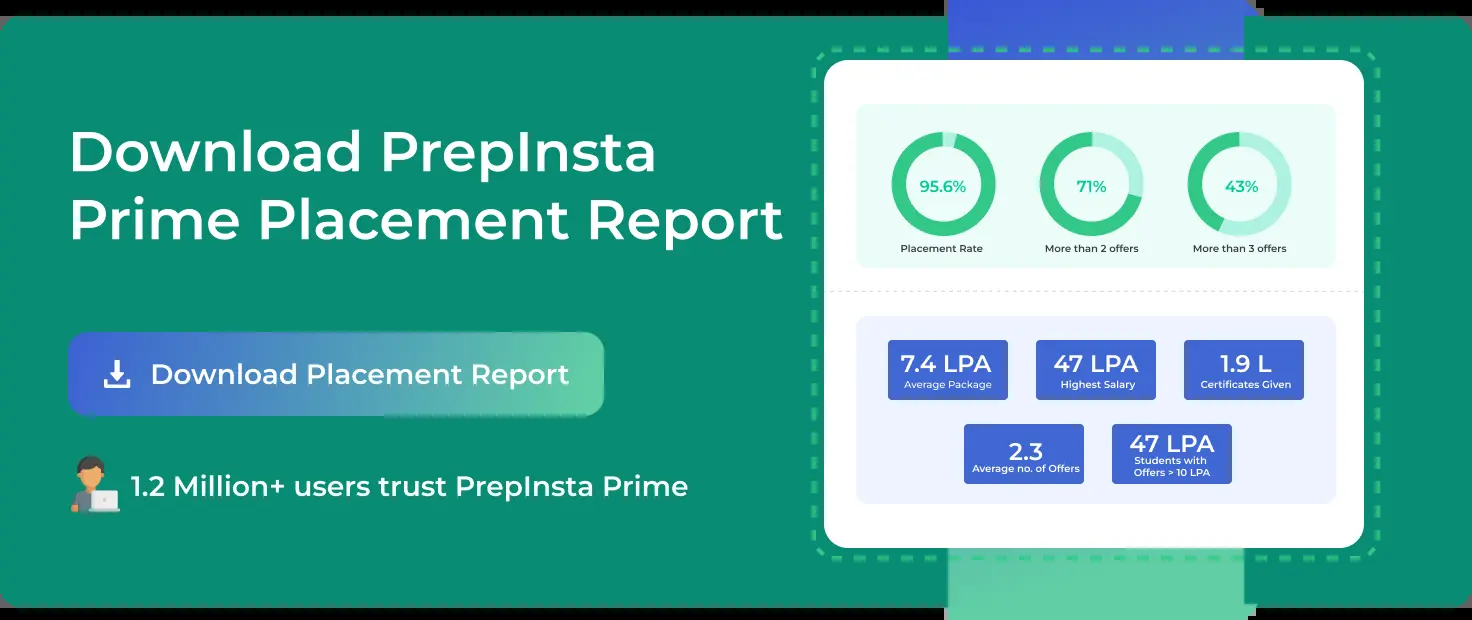 Download PrepInsta
Prime Placement Report
Download Placement Report
1.2 Million+ users trust PrepInsta Prime
95.6%
Placement Rate
71%
More than 2 offers
43%
More than 3 offers
7.4 LPA
Average Package
47 LPA
Highest Salary
1.9 L
Certificates Given
2.3
Average no. of Offers
47 LPA
Students with
Offers > 10 LPA